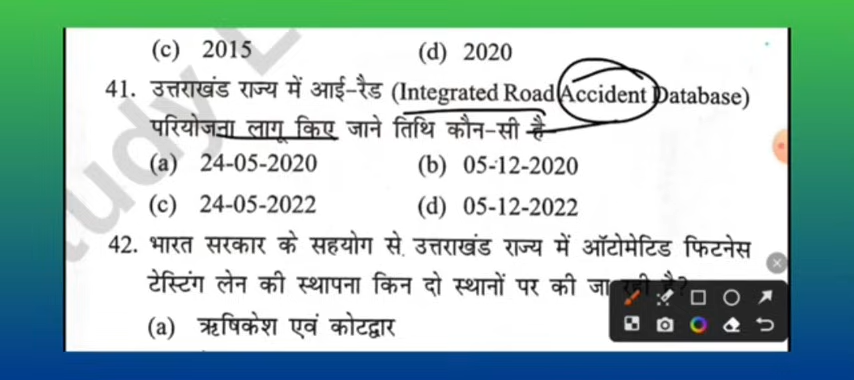 (c) 2015 (d) 2020
41. उत्तराखंड राज्य में आई-रैड (Integrated Road Accident Database)
परियोजना लागू किए जाने तिथि कौन-सी है
(a) 24-05-2020 (b) 05-12-2020
(c) 24-05-2022 (d) 05-12-2022
42. भारत सरकार के सहयोग से उत्तराखंड राज्य में ऑटोमेटिड फिटनेस
टेस्टिंग लेन की स्थापना किन दो स्थानों पर की जा रही है?
(a) ऋषिकेश एवं कोटद्वार